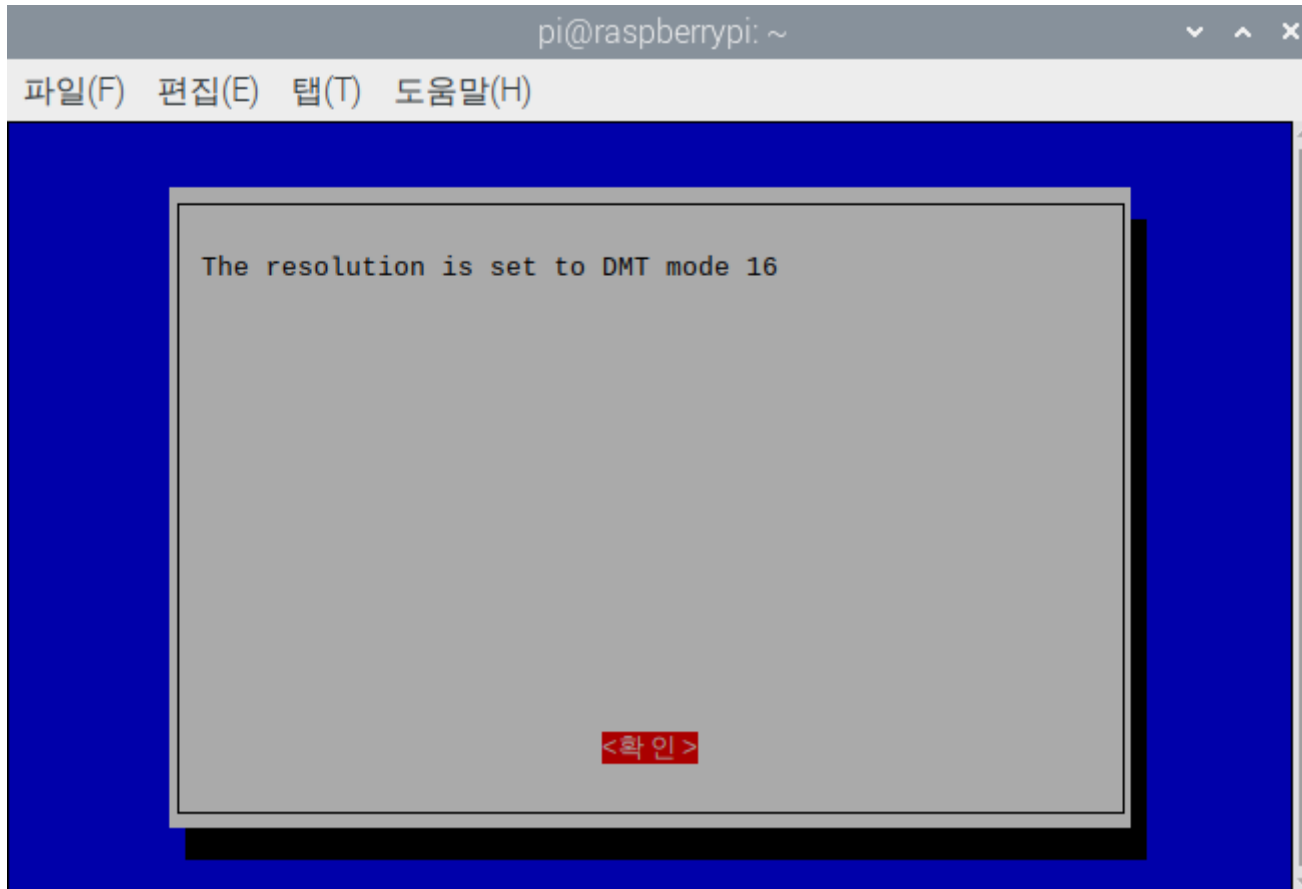 pi@raspberrypi: ~
파일(F) 편집(E) 탭(T) 도움말(H)
The resolution is set to DMT mode 16
<확인>